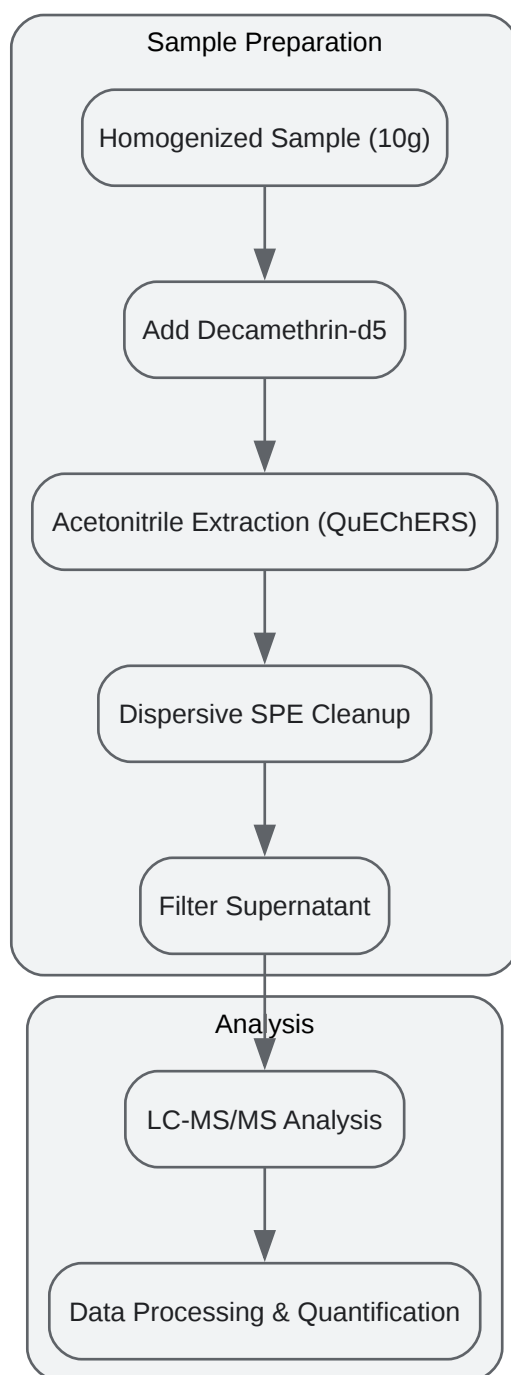 Sample Preparation
Homogenized Sample (10g)
Add Decamethrin-d5
Acetonitrile Extraction (QuEChERS)
Dispersive SPE Cleanup
Filter Supernatant
Analysis
LC-MS/MS Analysis
Data Processing & Quantification